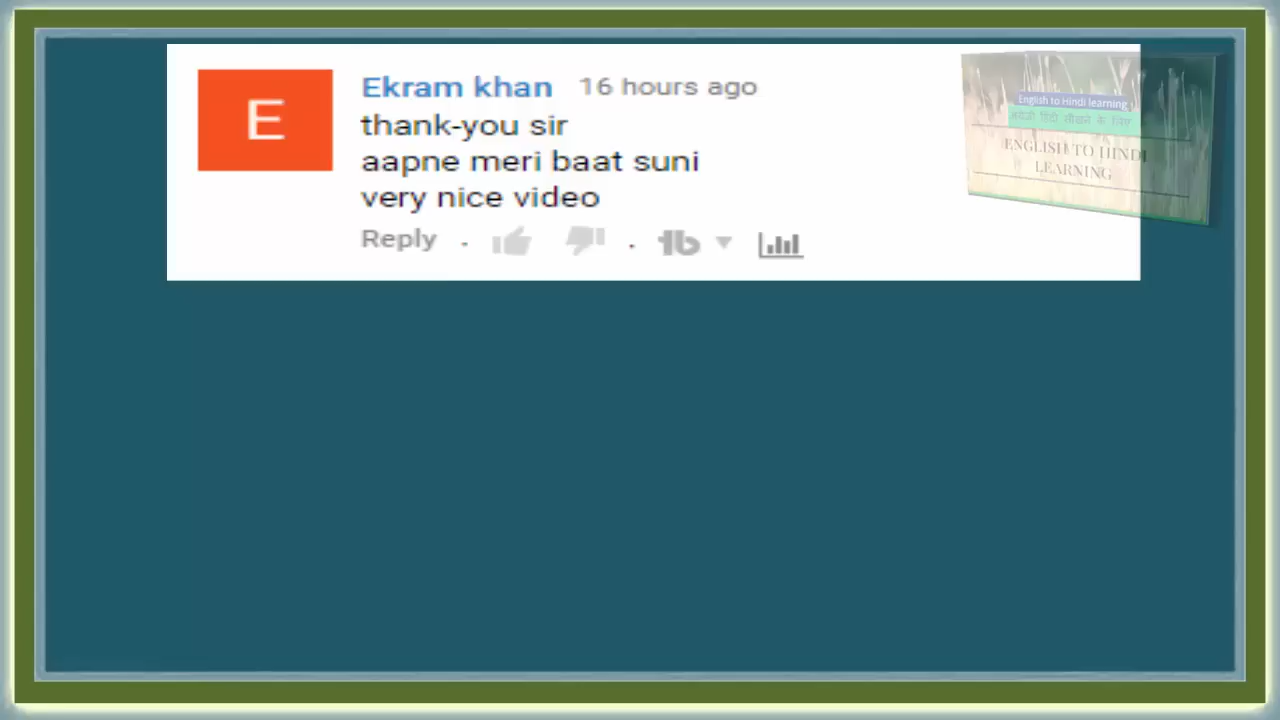 E
Ekram khan 16 hours ago
thank-you sir
aapne meri baat suni
very nice video
Reply
English to Hindi learning
अंग्रेजी हिंदी सीखने के लिए
ENGLISH TO HINDI
LEARNING